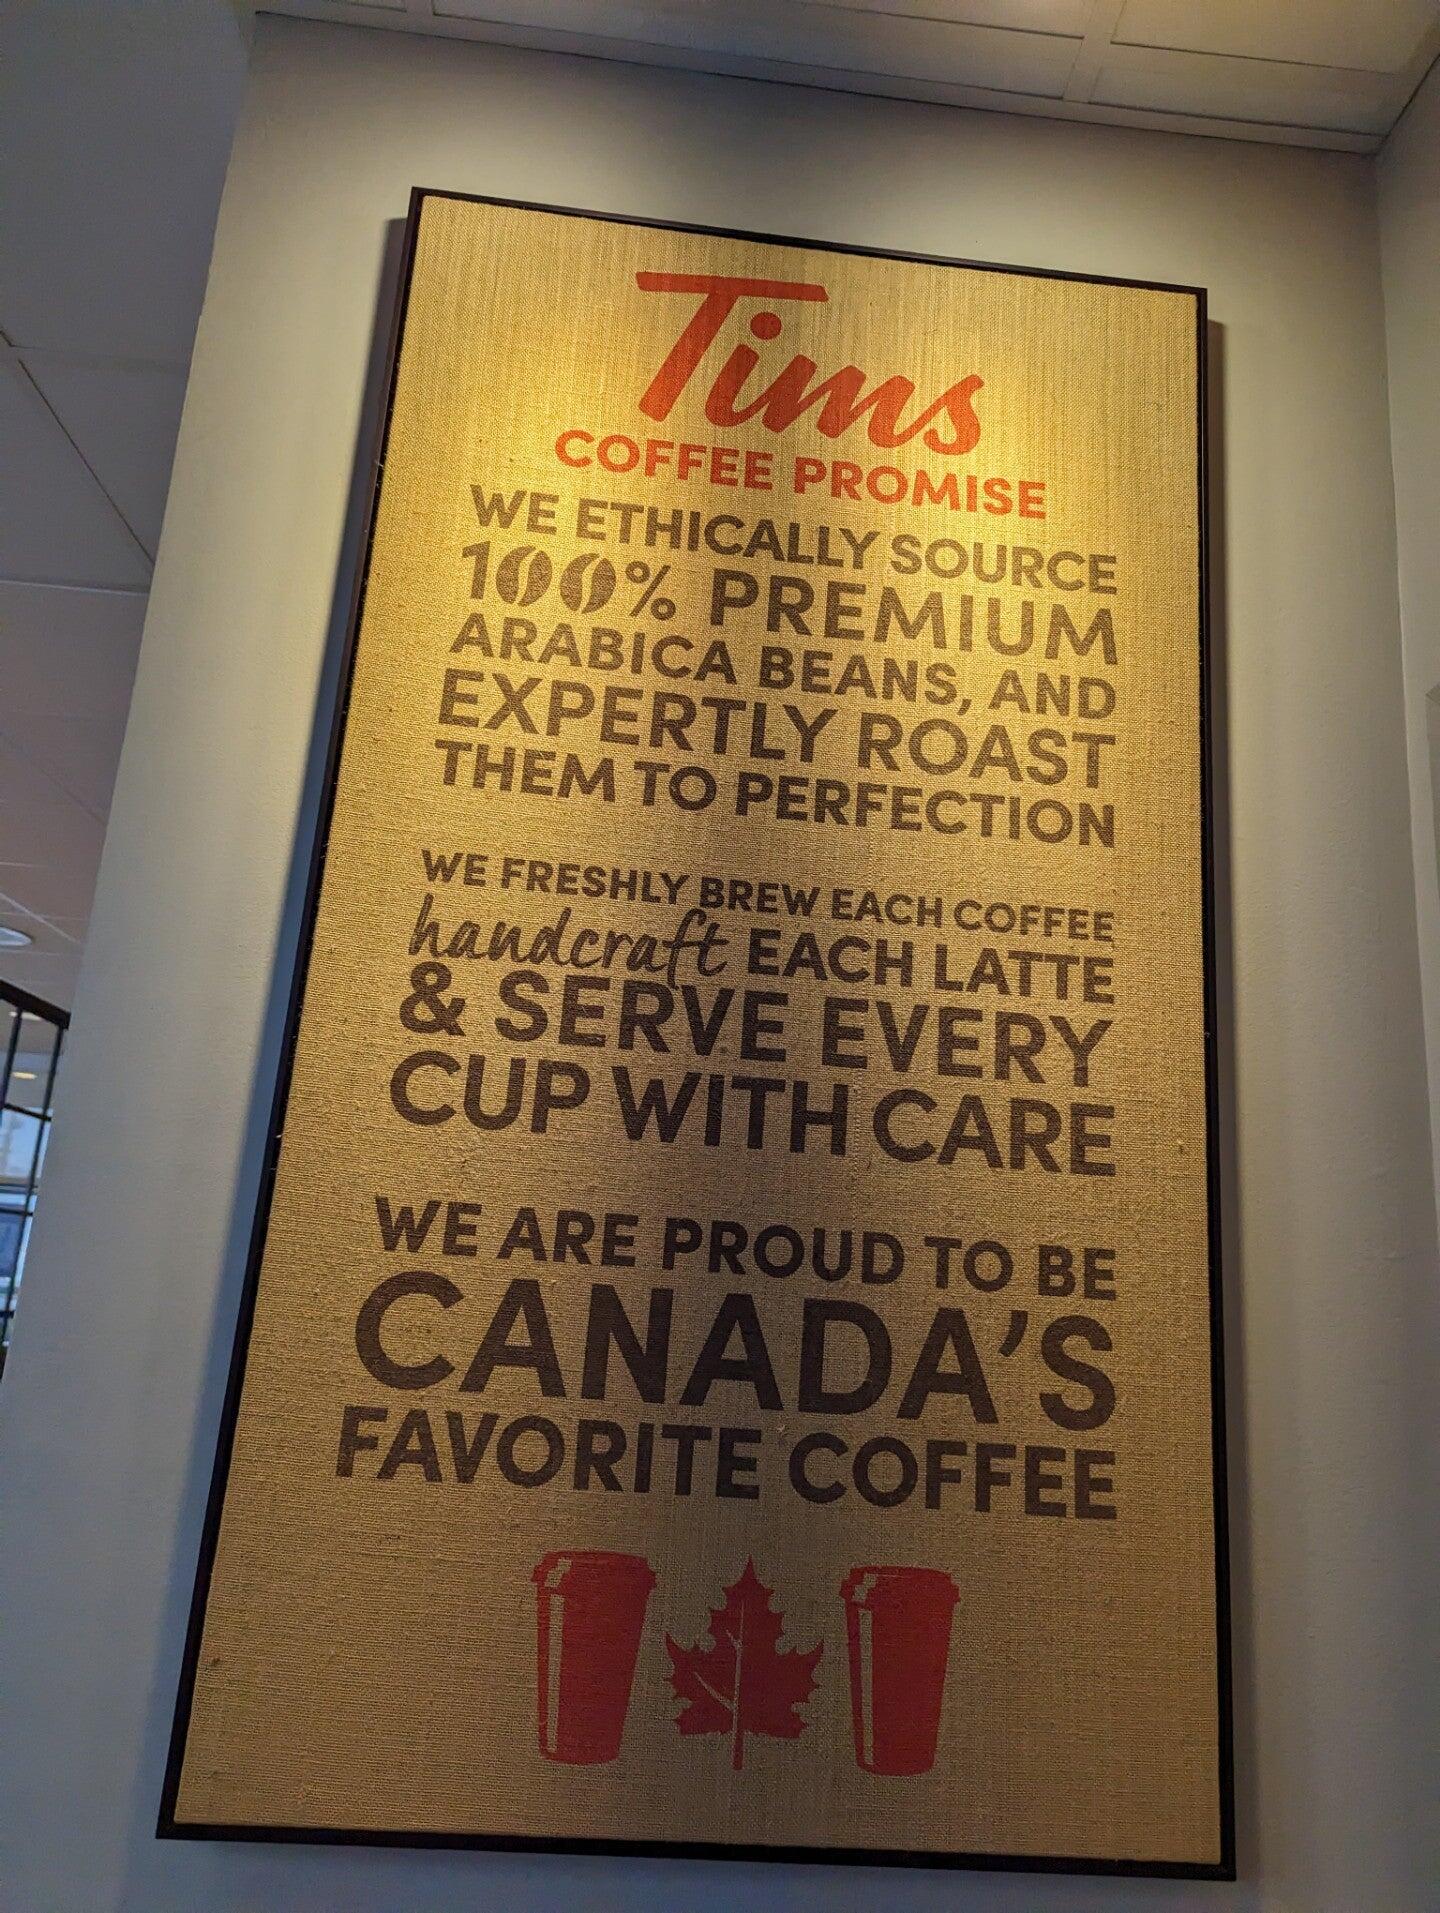 Tims
COFFEE PROMISE
WE ETHICALLY SOURCE
100% PREMIUM
ARABICA BEANS, AND
EXPERTLY ROAST
THEM TO PERFECTION
WE FRESHLY BREW EACH COFFEE
handcraft EACH LATTE
& SERVE EVERY
CUP WITH CARE
WE ARE PROUD TO BE
CANADA'S
FAVORITE COFFEE